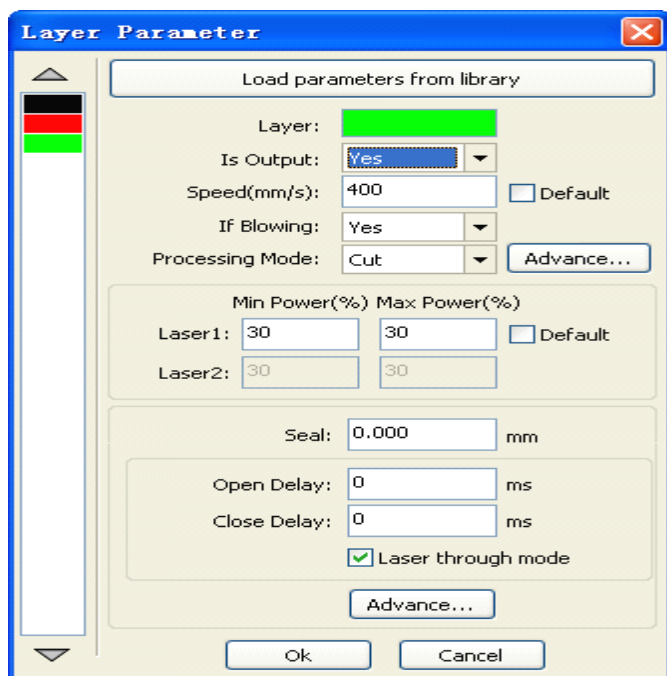 Layer Parameter
Load parameters from library
Layer:
Is Output: Yes
Speed(mm/s): 400 Default
If Blowing: Yes
Processing Mode: Cut Advance...
Min Power(%) Max Power(%)
Laser1: 30 30 Default
Laser2: 30 30
Seal: 0.000 mm
Open Delay: 0 ms
Close Delay: 0 ms
Laser through mode
Advance...
Ok Cancel